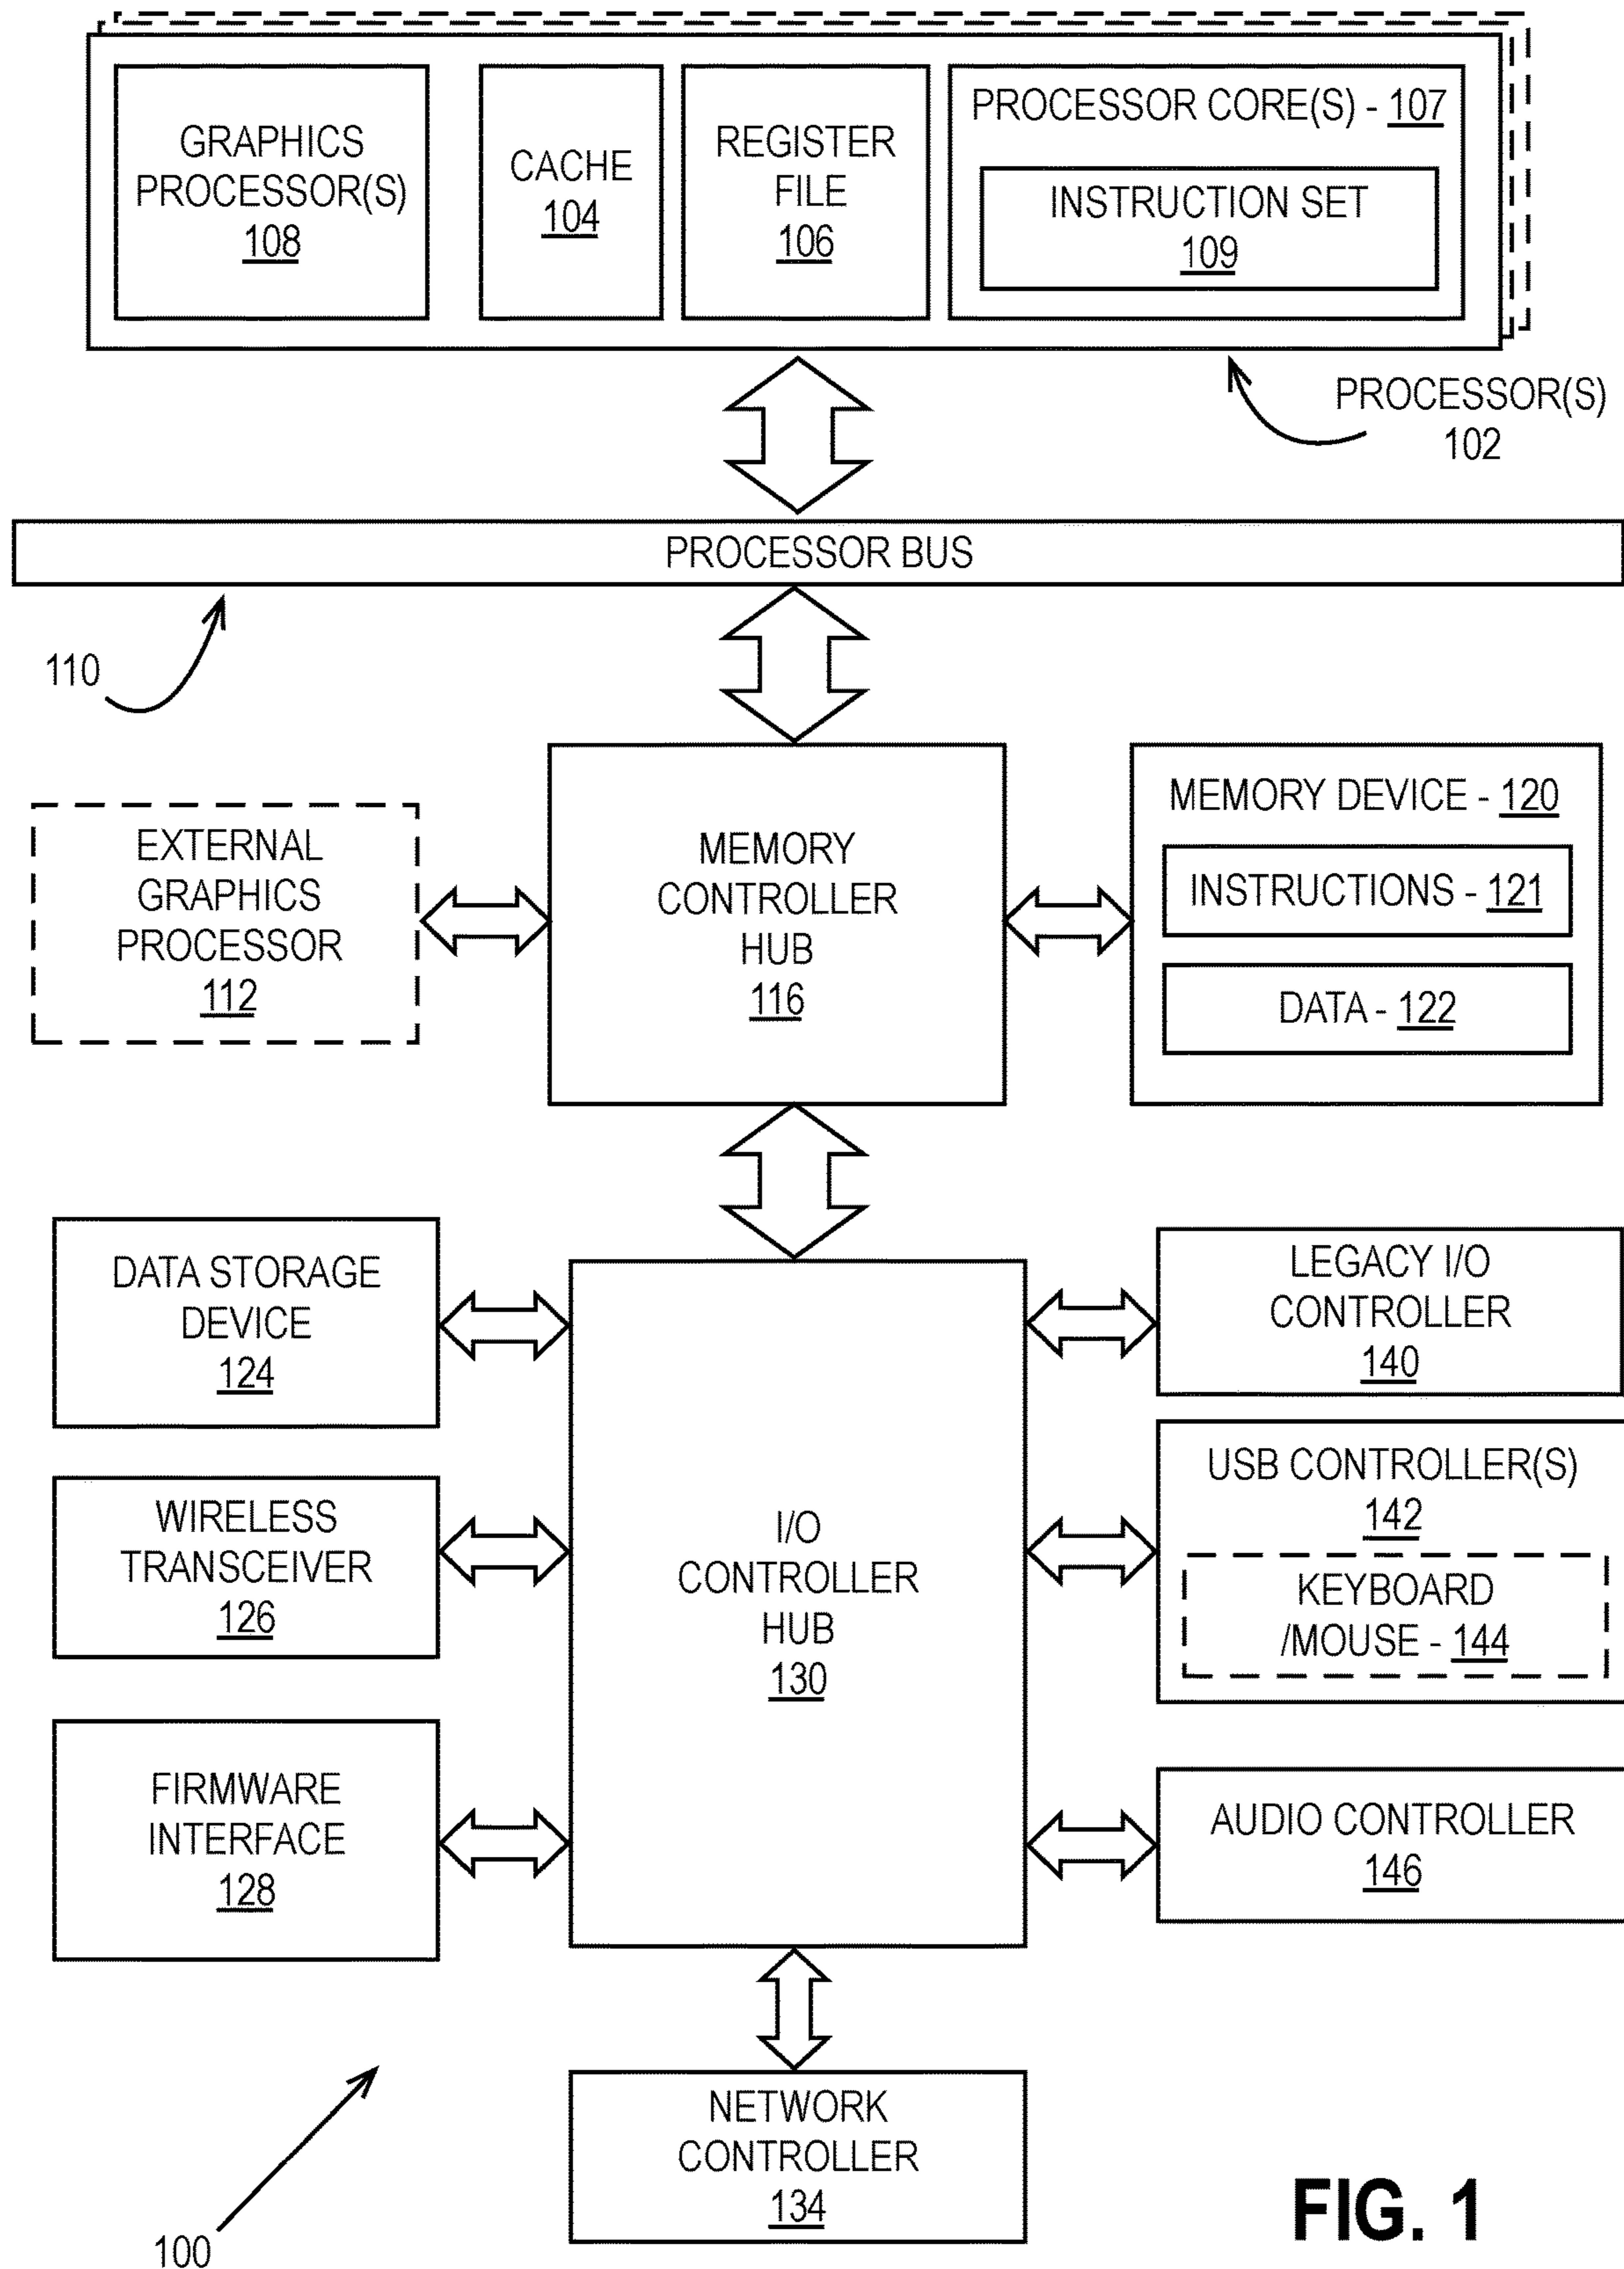 GRAPHICS
PROCESSOR(S)
108
CACHE
104
REGISTER
FILE
106
PROCESSOR CORE(S) - 107
INSTRUCTION SET
109
PROCESSOR(S)
102
PROCESSOR BUS
110
EXTERNAL
GRAPHICS
PROCESSOR
112
MEMORY
CONTROLLER
HUB
116
MEMORY DEVICE - 120
INSTRUCTIONS - 121
DATA - 122
DATA STORAGE
DEVICE
124
WIRELESS
TRANSCEIVER
126
FIRMWARE
INTERFACE
128
I/O
CONTROLLER
HUB
130
LEGACY I/O
CONTROLLER
140
USB CONTROLLER(S)
142
KEYBOARD
/MOUSE - 144
AUDIO CONTROLLER
146
NETWORK
CONTROLLER
134
100
FIG. 1